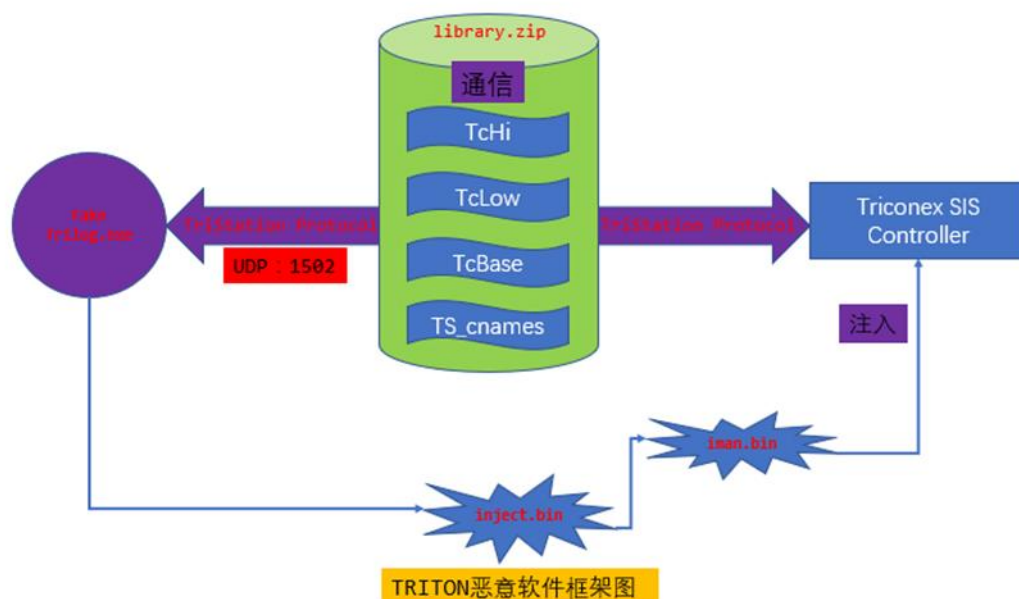 library.zip
通信
TcHi
TcLow
TcBase
TS_cnames
Fake
Trilog.exe
TriStation Protocol
UDP：1502
TriStation Protocol
Triconex SIS
Controller
注入
iman.bin
inject.bin
TRITON恶意软件框架图